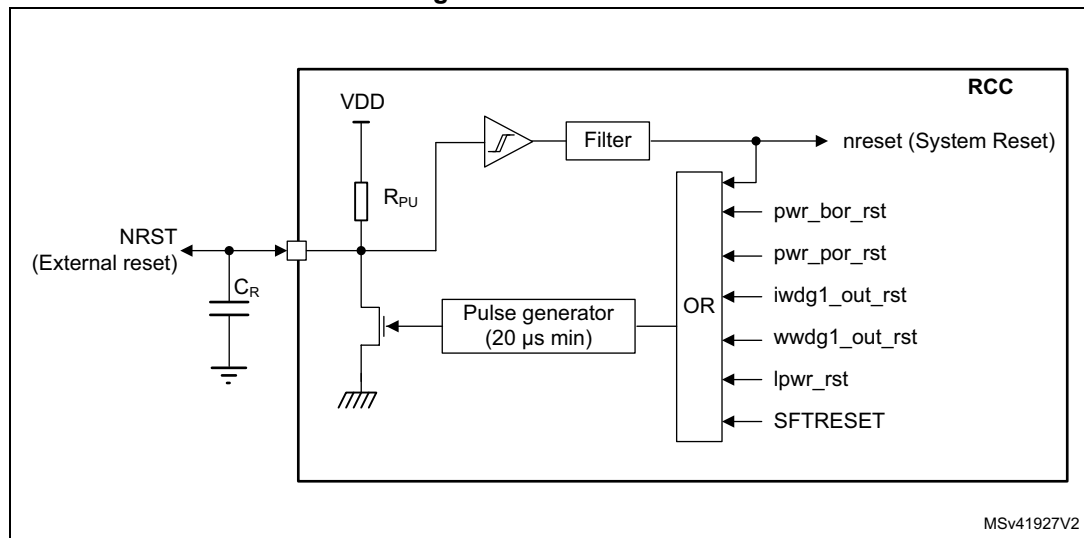 g
RCC
VDD
Filter
nreset (System Reset)
RPU
pwr_bor_rst
NRST
(External reset)
pwr_por_rst
CR
OR
iwdg1_out_rst
Pulse generator
(20 µs min)
wwdg1_out_rst
lpwr_rst
SFTRESET
MSv41927V2